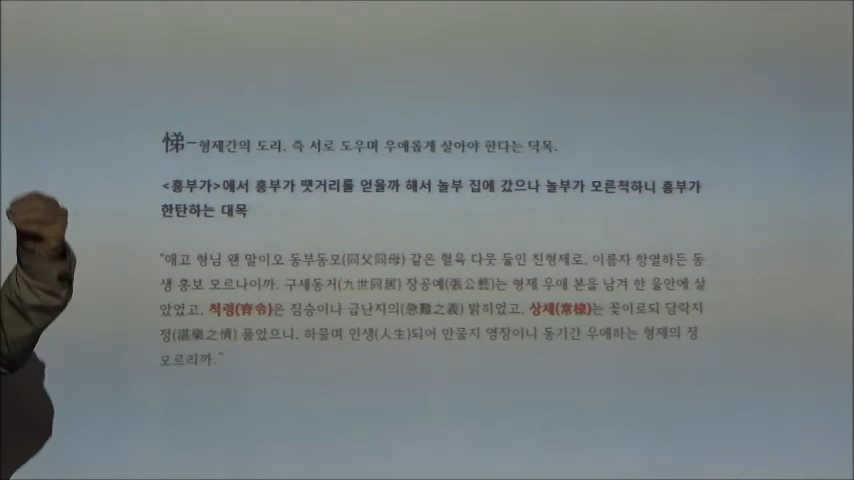 悌–형제간의 도리, 즉 서로 도우며 우애롭게 살아야 한다는 덕목.
<흥부가>에서 흥부가 땟거리를 얻을까 해서 놀부 집에 갔으나 놀부가 모른척하니 흥부가
한탄하는 대목
"애고 형님 왠 말이오 동부동모(同父同母) 같은 혈육 다못 둘인 친형제로, 이름자 항열하든 동
생 흥보 모르나이까. 구세동거(九世同居) 장공예(張公藝)는 형제 우애 본을 남겨 한 울안에 살
았었고, 척령(脊令)은 짐승이나 급난지의(急難之義) 밝히었고, 상체(常棣)는 꽃이로되 담락지
정(湛樂之情) 품었으니, 하물며 인생(人生)되어 만물지 영장이니 동기간 우애하는 형제의 정
모르리까."